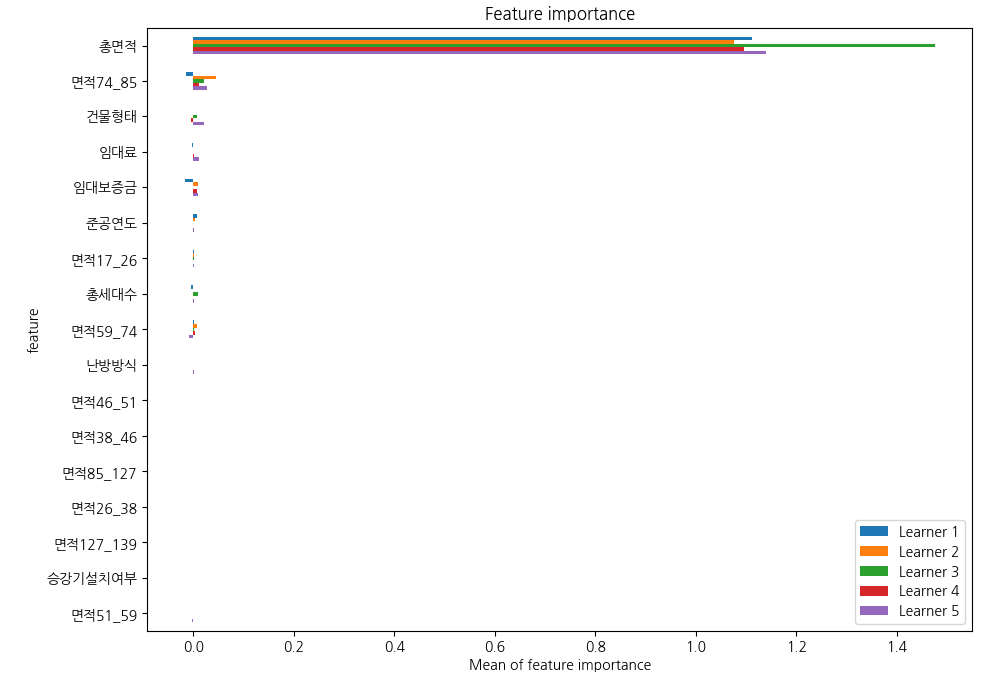 Feature importance
총면적
면적74_85
건물형태
임대료
임대보증금
준공연도
면적17_26
총세대수
면적59_74
난방방식
면적46_51
면적38_46
면적85_127
면적26_38
면적127_139
승강기설치여부
면적51_59
feature
Learner 1
Learner 2
Learner 3
Learner 4
Learner 5
0.0 0.2 0.4 0.6 0.8 1.0 1.2 1.4
Mean of feature importance